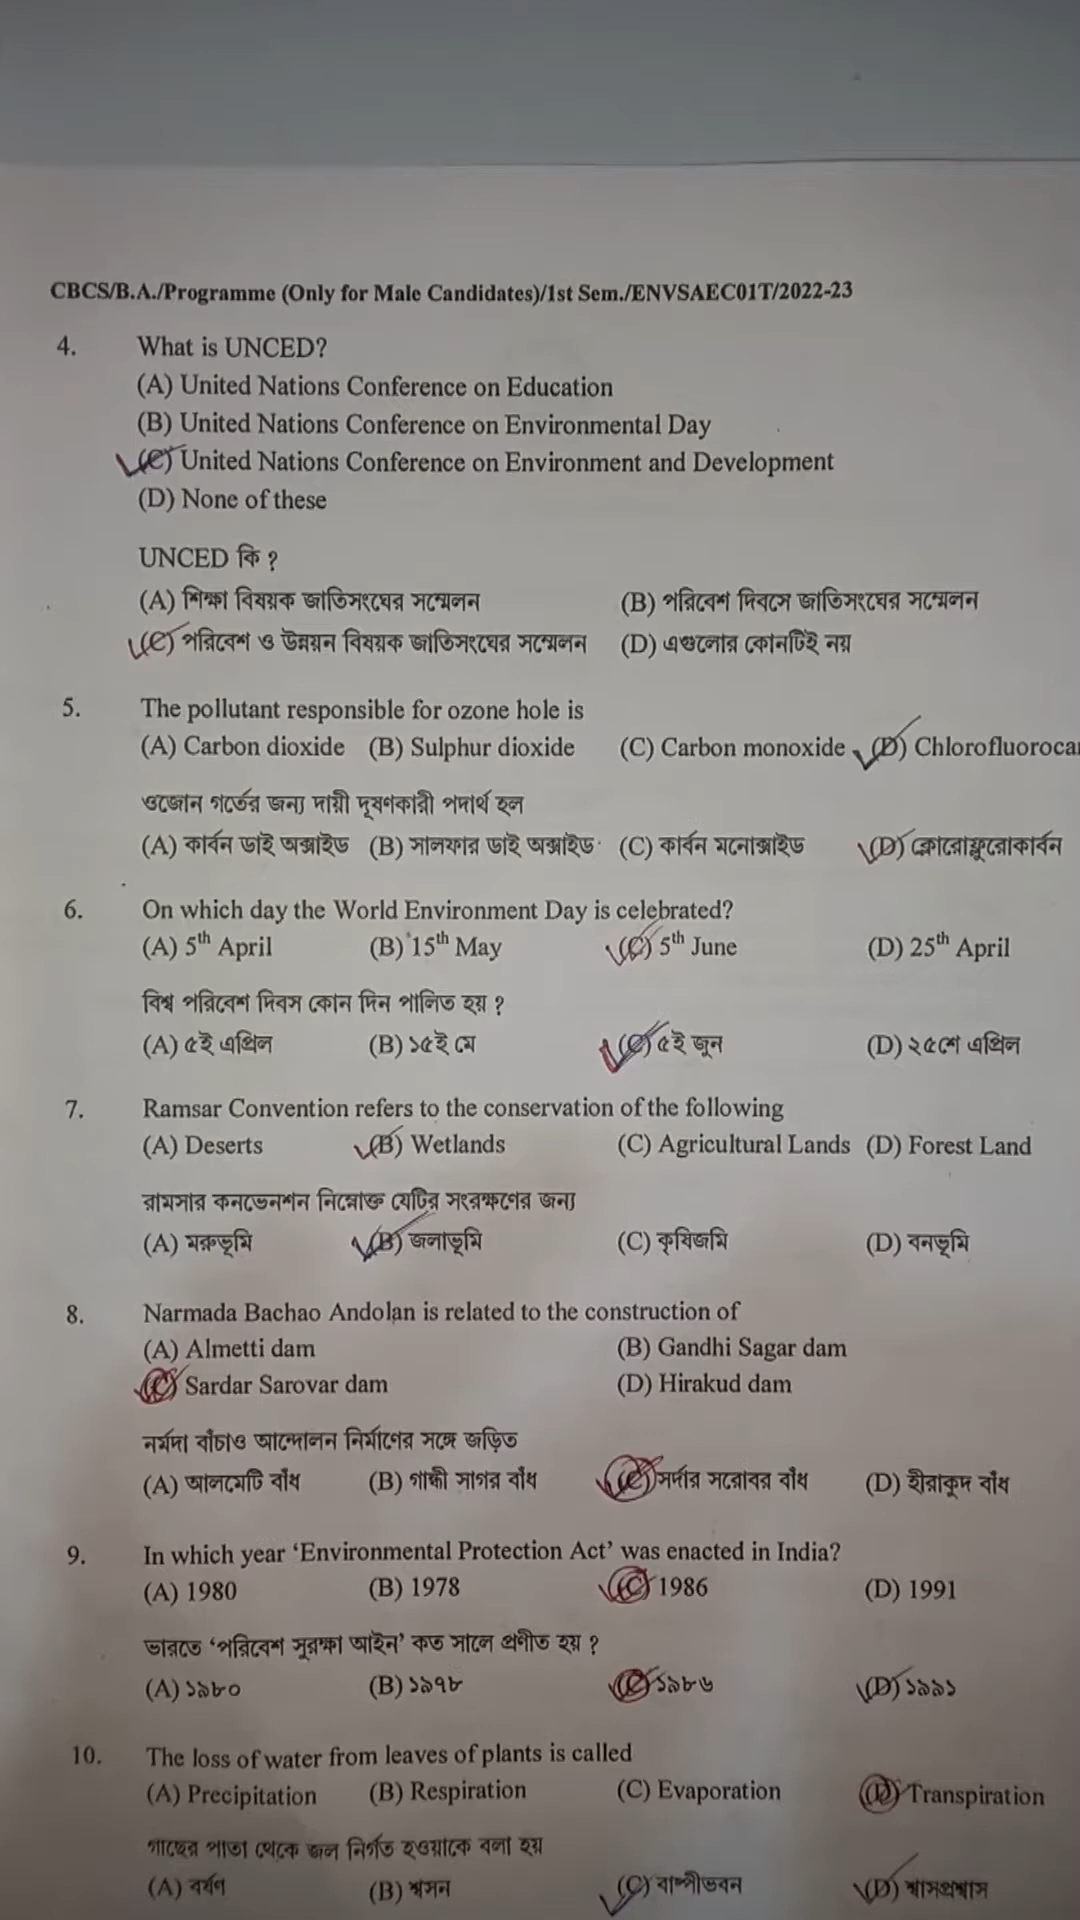 CBCS/B.A./Programme (Only for Male Candidates)/1st Sem./ENVSAEC01T/2022-23
4. What is UNCED?
(A) United Nations Conference on Education
(B) United Nations Conference on Environmental Day
(C) United Nations Conference on Environment and Development
(D) None of these
UNCED কি ?
(A) শিক্ষা বিষয়ক জাতিসংঘের সম্মেলন (B) পরিবেশ দিবসে জাতিসংঘের সম্মেলন
(C) পরিবেশ ও উন্নয়ন বিষয়ক জাতিসংঘের সম্মেলন (D) এগুলোর কোনটিই নয়
5. The pollutant responsible for ozone hole is
(A) Carbon dioxide (B) Sulphur dioxide (C) Carbon monoxide (D) Chlorofluoroca
ওজোন গর্তের জন্য দায়ী দূষণকারী পদার্থ হল
(A) কার্বন ডাই অক্সাইড (B) সালফার ডাই অক্সাইড (C) কার্বন মনোক্সাইড (D) ক্লোরোফ্লুরোকার্বন
6. On which day the World Environment Day is celebrated?
(A) 5th April (B) 15th May (C) 5th June (D) 25th April
বিশ্ব পরিবেশ দিবস কোন দিন পালিত হয় ?
(A) ৫ই এপ্রিল (B) ১৫ই মে (C) ৫ই জুন (D) ২৫শে এপ্রিল
7. Ramsar Convention refers to the conservation of the following
(A) Deserts (B) Wetlands (C) Agricultural Lands (D) Forest Land
রামসার কনভেনশন নিম্নোক্ত যেটির সংরক্ষণের জন্য
(A) মরুভূমি (B) জলাভূমি (C) কৃষিজমি (D) বনভূমি
8. Narmada Bachao Andolan is related to the construction of
(A) Almetti dam (B) Gandhi Sagar dam
(C) Sardar Sarovar dam (D) Hirakud dam
নর্মদা বাঁচাও আন্দোলন নির্মাণের সঙ্গে জড়িত
(A) আলমেটি বাঁধ (B) গান্ধী সাগর বাঁধ (C) সর্দার সরোবর বাঁধ (D) হীরাকুদ বাঁধ
9. In which year ‘Environmental Protection Act’ was enacted in India?
(A) 1980 (B) 1978 (C) 1986 (D) 1991
ভারতে ‘পরিবেশ সুরক্ষা আইন’ কত সালে প্রণীত হয় ?
(A) ১৯৮০ (B) ১৯৭৮ (C) ১৯৮৬ (D) ১৯৯১
10. The loss of water from leaves of plants is called
(A) Precipitation (B) Respiration (C) Evaporation (D) Transpiration
গাছের পাতা থেকে জল নির্গত হওয়াকে বলা হয়
(A) বর্ষণ (B) শ্বসন (C) বাষ্পীভবন (D) শ্বাসপ্রশ্বাস